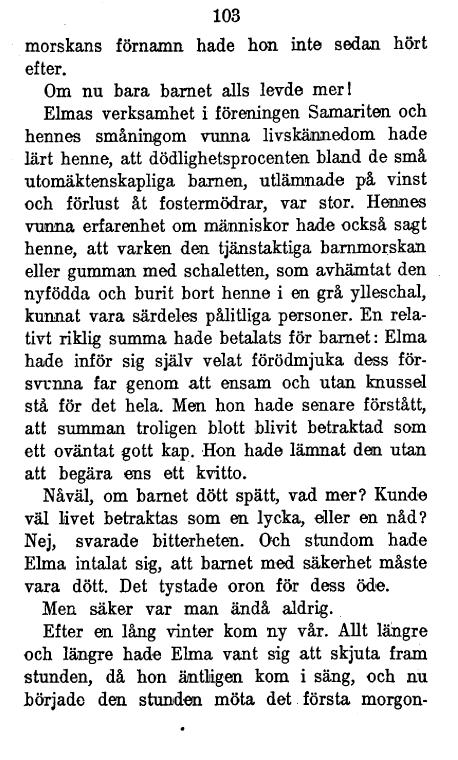 103
morskans förnamn hade hon inte sedan hört
efter.
Om nu bara barnet alls levde mer!
Elmas verksamhet i föreningen Samariten och
hennes småningom vunna livskännedom hade
lärt henne, att dödlighetsprocenten bland de små
utomäktenskapliga barnen, utlämnade på vinst
och förlust åt fostermödrar, var stor. Hennes
vunna erfarenhet om människor hade också sagt
henne, att varken den tjänstaktiga barnmorskan
eller gumman med schaletten, som avhämtat den
nyfödda och burit bort henne i en grå ylleschal,
kunnat vara särdeles pålitliga personer. En rela-
tivt riklig summa hade betalats för barnet: Elma
hade inför sig själv velat förödmjuka dess för-
svunna far genom att ensam och utan knussel
stå för det hela. Men hon hade senare förstått,
att summan troligen blott blivit betraktad som
ett oväntat gott kap. Hon hade lämnat den utan
att begära ens ett kvitto.
Nåväl, om barnet dött spätt, vad mer? Kunde
väl livet betraktas som en lycka, eller en nåd?
Nej, svarade bitterheten. Och stundom hade
Elma intalat sig, att barnet med säkerhet måste
vara dött. Det tystade oron för dess öde.
Men säker var man ändå aldrig.
Efter en lång vinter kom ny vår. Allt längre
och längre hade Elma vant sig att skjuta fram
stunden, då hon äntligen kom i säng, och nu
började den stunden möta det första morgon-